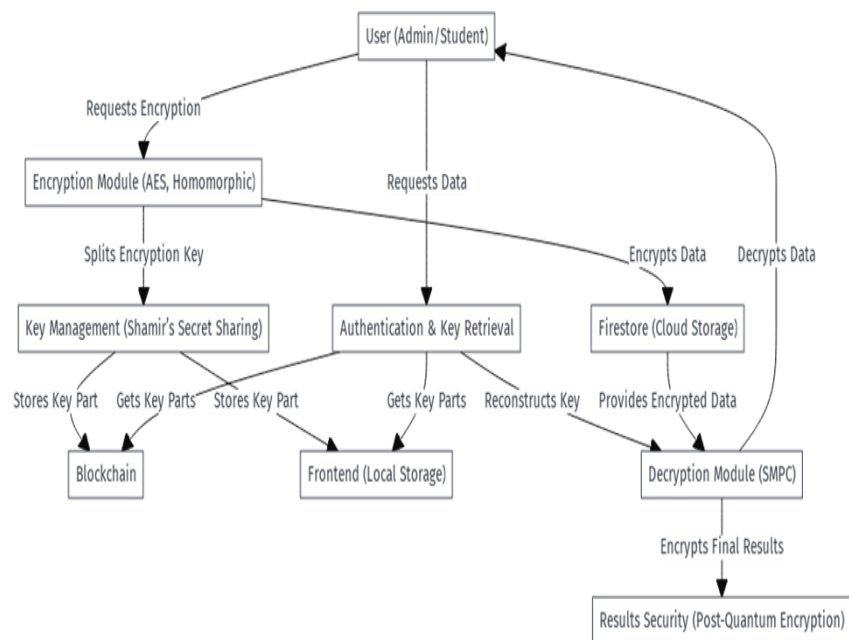 User (Admin/Student)
Requests Encryption
Encryption Module (AES, Homomorphic)
Requests Data
Splits Encryption Key
Encrypts Data
Decrypts Data
Key Management (Shamir's Secret Sharing)
Authentication & Key Retrieval
Firestore (Cloud Storage)
Stores Key Part
Gets Key Parts
Stores Key Part
Gets Key Parts
Reconstructs Key
Provides Encrypted Data
Blockchain
Frontend (Local Storage)
Decryption Module (SMPC)
Encrypts Final Results
Results Security (Post-Quantum Encryption)